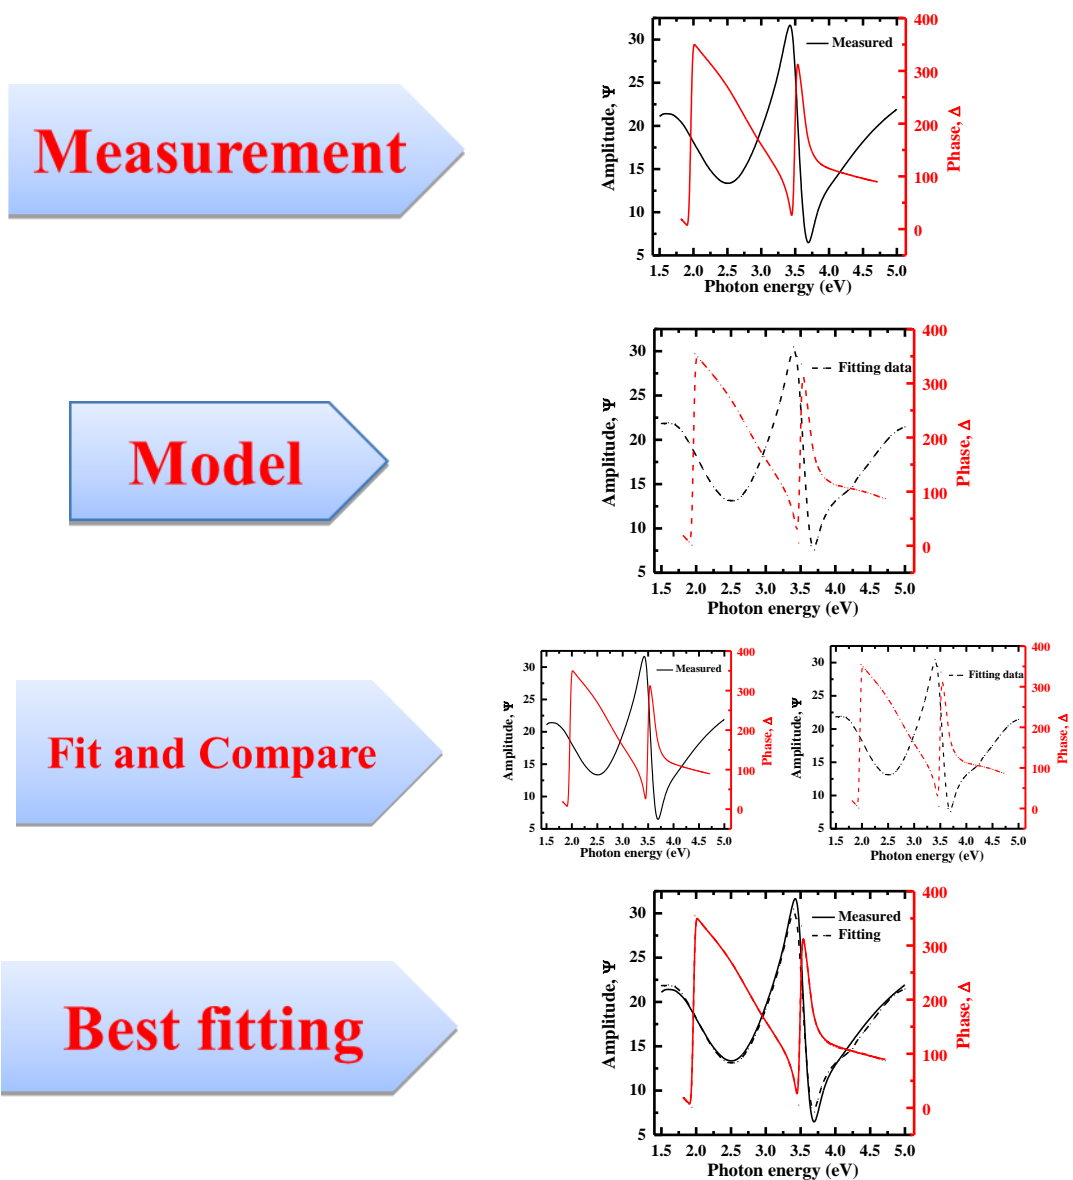 Measurement
30
25
20
15
10
5
Amplitude, Ψ
Measured
400
300
200
100
0
Phase, Δ
1.5 2.0 2.5 3.0 3.5 4.0 4.5 5.0
Photon energy (eV)
Model
30
25
20
15
10
5
Amplitude, Ψ
Fitting data
400
300
200
100
0
Phase, Δ
1.5 2.0 2.5 3.0 3.5 4.0 4.5 5.0
Photon energy (eV)
Fit and Compare
30
25
20
15
10
5
Amplitude, Ψ
Measured
400
300
200
100
0
Phase, Δ
1.5 2.0 2.5 3.0 3.5 4.0 4.5 5.0
Photon energy (eV)
30
25
20
15
10
5
Amplitude, Ψ
Fitting data
400
300
200
100
0
Phase, Δ
1.5 2.0 2.5 3.0 3.5 4.0 4.5 5.0
Photon energy (eV)
Best fitting
30
25
20
15
10
5
Amplitude, Ψ
Measured
Fitting
400
300
200
100
0
Phase, Δ
1.5 2.0 2.5 3.0 3.5 4.0 4.5 5.0
Photon energy (eV)